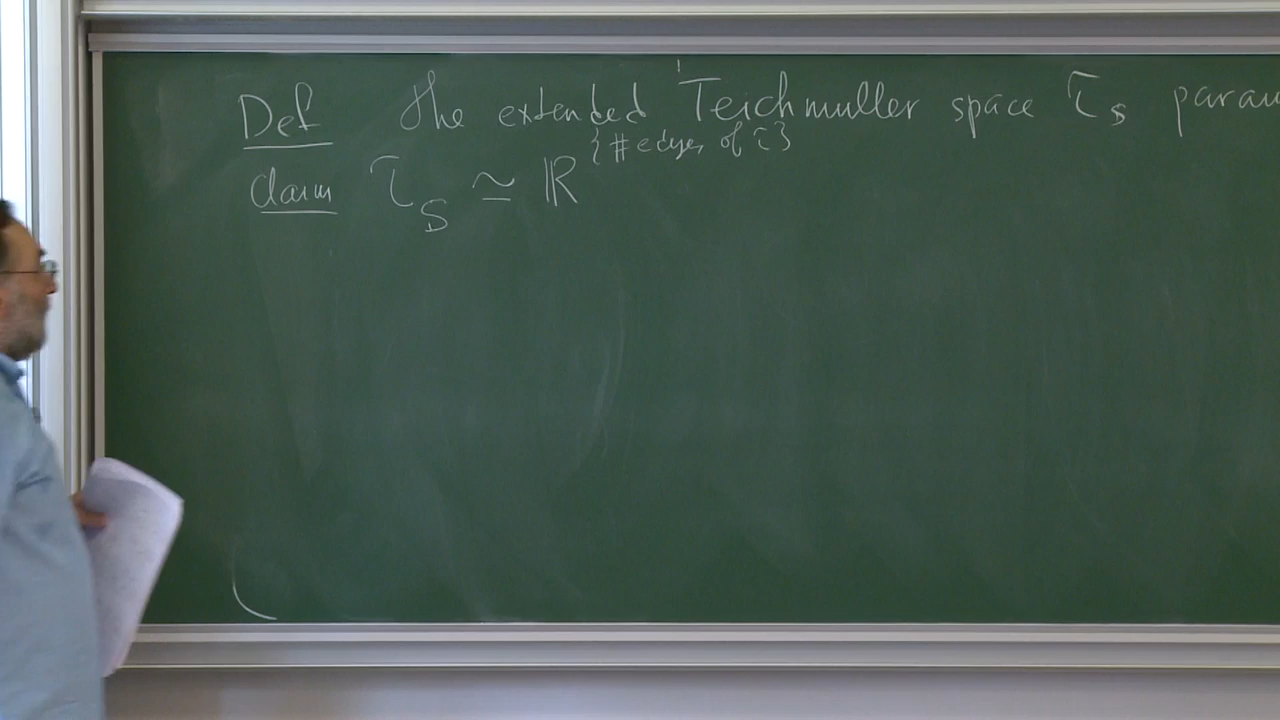 Def the extended Teichmuller space τ_S param
{# edges of τ}
claim τ_S ≃ ℝ